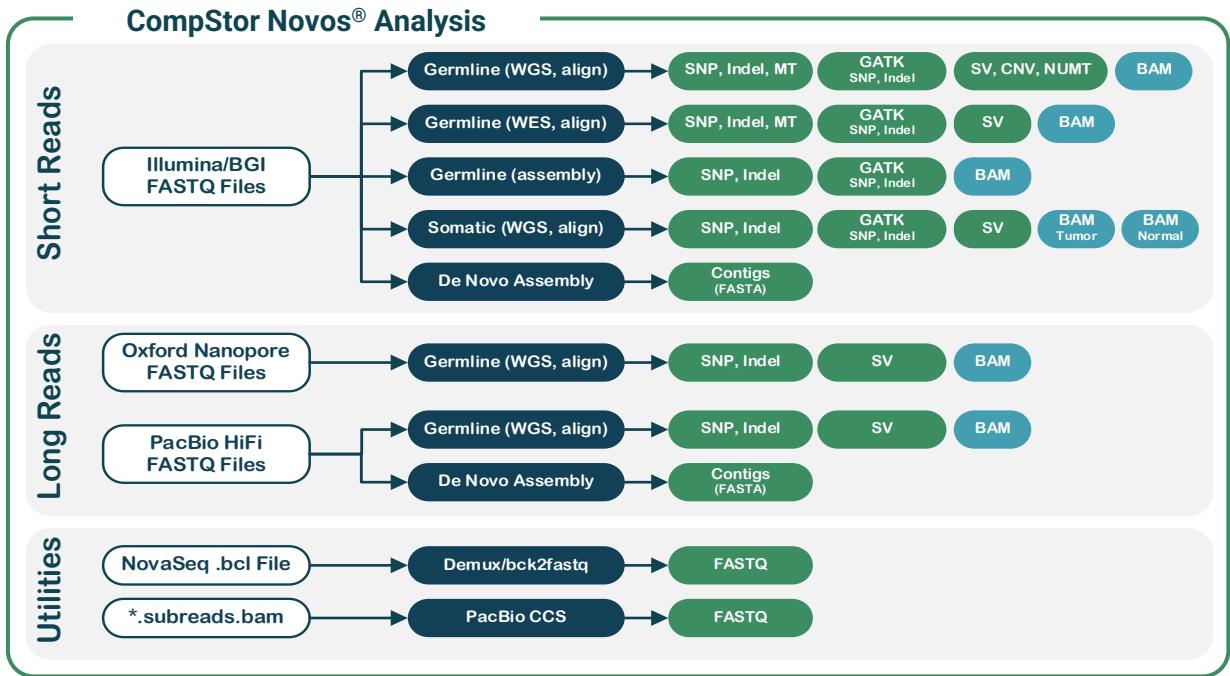 CompStor Novos® Analysis
Short Reads
Illumina/BGI
FASTQ Files
Germline (WGS, align)
SNP, Indel, MT
GATK
SNP, Indel
SV, CNV, NUMT
BAM
Germline (WES, align)
SNP, Indel, MT
GATK
SNP, Indel
SV
BAM
Germline (assembly)
SNP, Indel
GATK
SNP, Indel
BAM
Somatic (WGS, align)
SNP, Indel
GATK
SNP, Indel
SV
BAM
Tumor
BAM
Normal
De Novo Assembly
Contigs
(FASTA)
Long Reads
Oxford Nanopore
FASTQ Files
Germline (WGS, align)
SNP, Indel
SV
BAM
PacBio HiFi
FASTQ Files
Germline (WGS, align)
SNP, Indel
SV
BAM
De Novo Assembly
Contigs
(FASTA)
Utilities
NovaSeq .bcl File
Demux/bck2fastq
FASTQ
*.subreads.bam
PacBio CCS
FASTQ